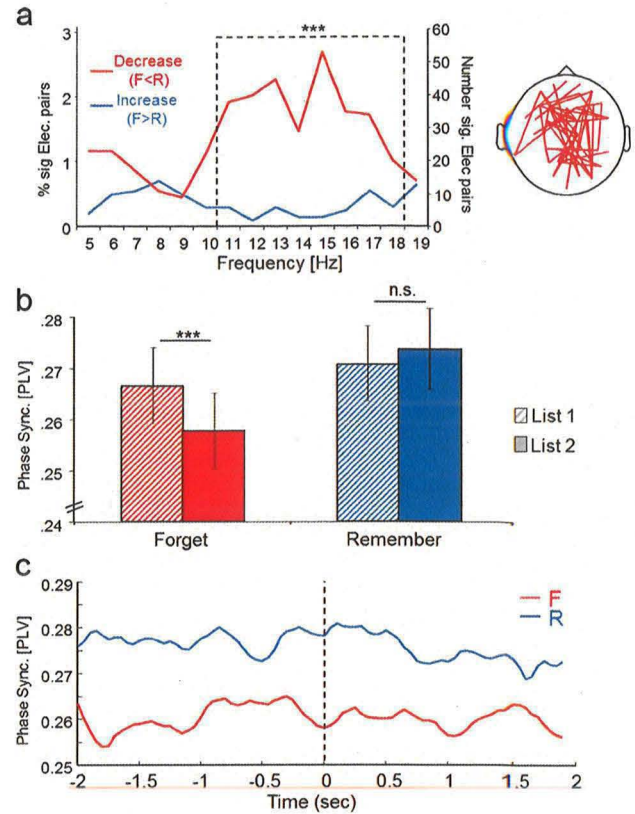 a
***
3
2
1
0
% sig Elec. pairs
Decrease
(F<R)
Increase
(F>R)
60
50
40
30
20
10
0
Number sig. Elec pairs
5 6 7 8 9 10 11 12 13 14 15 16 17 18 19
Frequency [Hz]
b
.28
.27
.26
.25
.24
Phase Sync. [PLV]
***
n.s.
List 1
List 2
Forget Remember
c
0.29
0.28
0.27
0.26
0.25
Phase Sync. [PLV]
F
R
-2 -1.5 -1 -0.5 0 0.5 1 1.5 2
Time (sec)